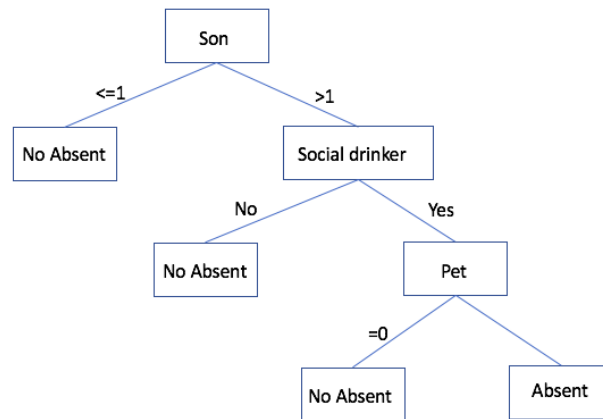 Son
<=1
>1
No Absent
Social drinker
No
Yes
No Absent
Pet
=0
No Absent
Absent